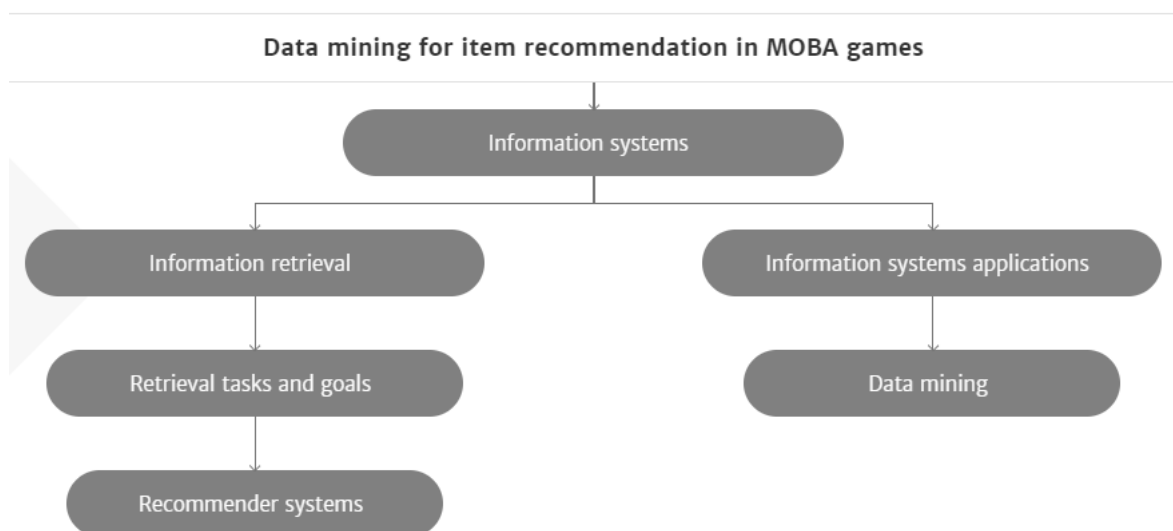 Data mining for item recommendation in MOBA games
Information systems
Information retrieval
Information systems applications
Retrieval tasks and goals
Data mining
Recommender systems